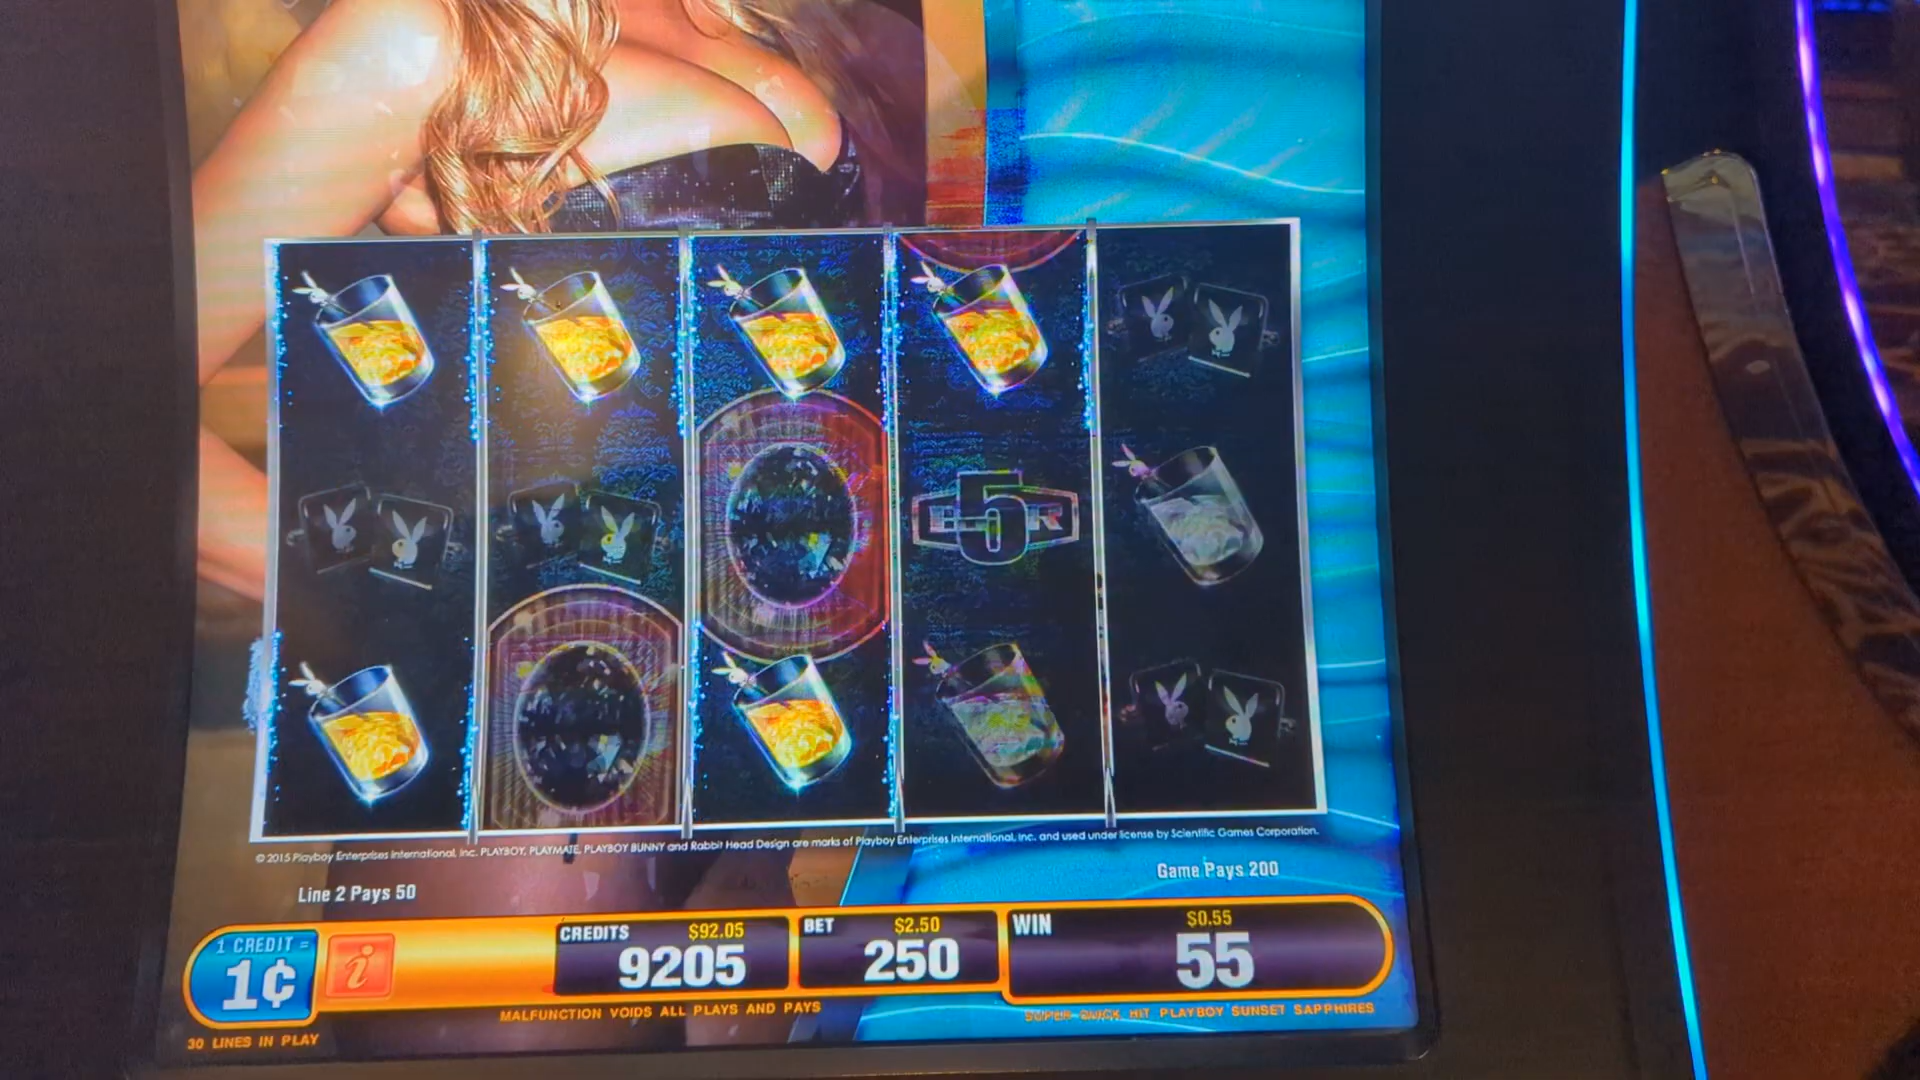 5
BAR
© 2015 Playboy Enterprises International, Inc. PLAYBOY, PLAYMATE, PLAYBOY BUNNY and Rabbit Head Design are marks of Playboy Enterprises International, Inc. and used under license by Scientific Games Corporation.
Line 2 Pays 50
Game Pays 200
1 CREDIT =
1¢
i
CREDITS $92.05
9205
BET $2.50
250
WIN $0.55
55
30 LINES IN PLAY
MALFUNCTION VOIDS ALL PLAYS AND PAYS
SUPER QUICK HIT PLAYBOY SUNSET SAPPHIRES